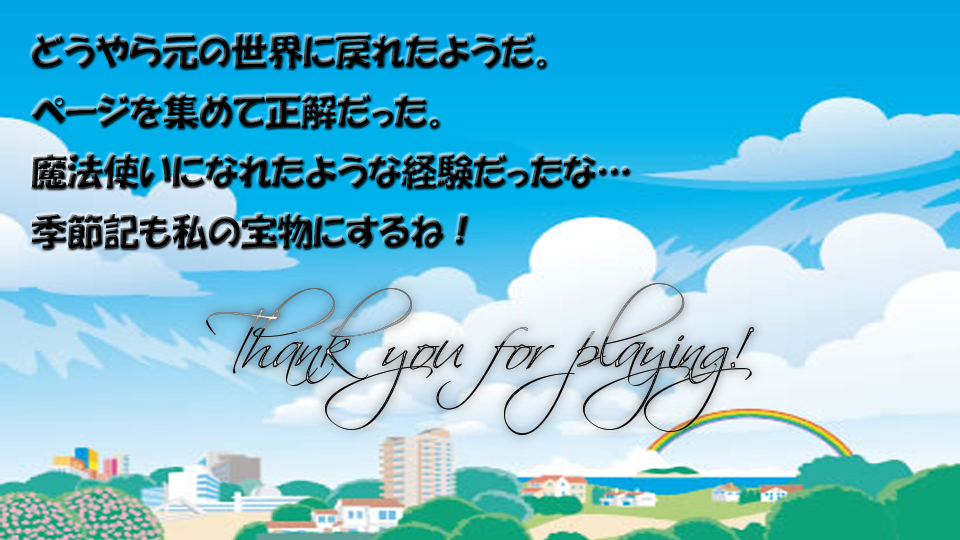 どうやら元の世界に戻れたようだ。
ページを集めて正解だった。
魔法使いになれたような経験だったな…
季節記も私の宝物にするね！
Thank you for playing!